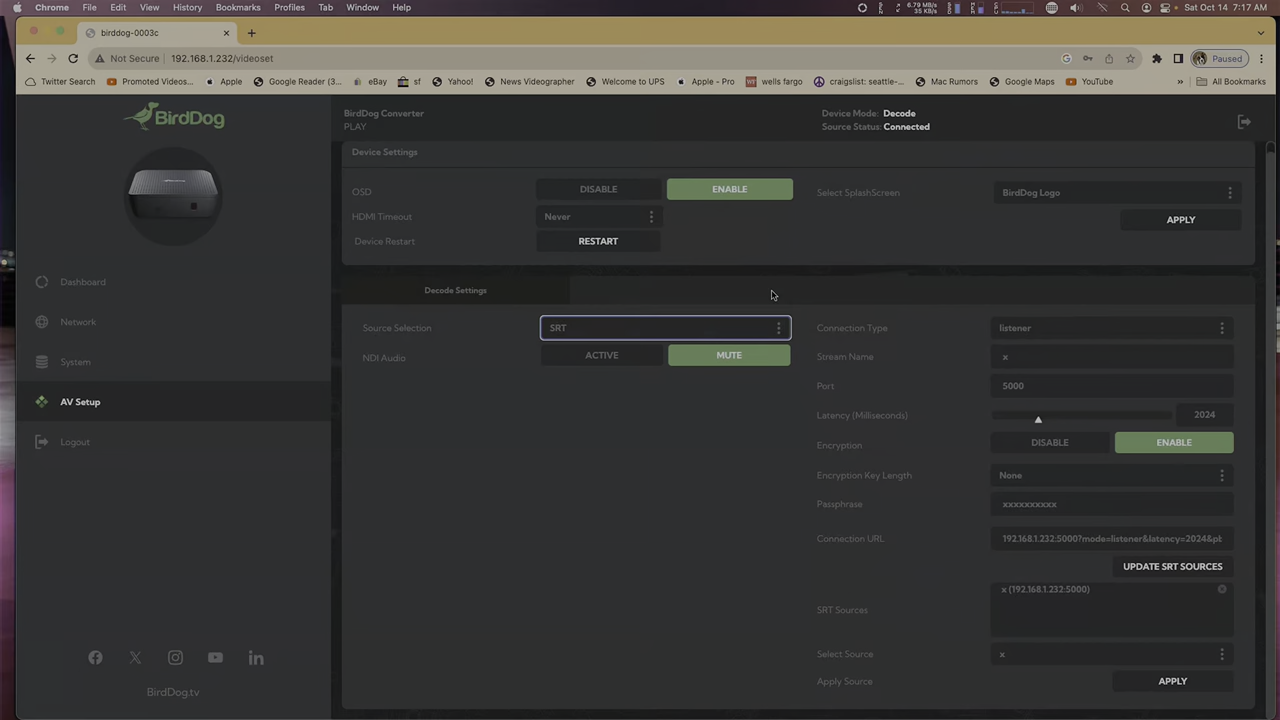 Chrome File Edit View History Bookmarks Profiles Tab Window Help
6.79 MB/s
35 KB/s
Sat Oct 14 7:17 AM
birddog-0003c
Not Secure 192.168.1.232/videoset
Paused
Twitter Search Promoted Videos... Apple Google Reader (3... eBay sf Yahoo! News Videographer Welcome to UPS Apple - Pro wells fargo craigslist: seattle-... Mac Rumors Google Maps YouTube » All Bookmarks
BirdDog
Dashboard
Network
System
AV Setup
Logout
BirdDog.tv
BirdDog Converter
PLAY
Device Mode: Decode
Source Status: Connected
Device Settings
OSD DISABLE ENABLE
Select SplashScreen BirdDog Logo
HDMI Timeout Never
APPLY
Device Restart RESTART
Decode Settings
Source Selection SRT
NDI Audio ACTIVE MUTE
Connection Type listener
Stream Name x
Port 5000
Latency (Milliseconds) 2024
Encryption DISABLE ENABLE
Encryption Key Length None
Passphrase xxxxxxxxxx
Connection URL 192.168.1.232:5000?mode=listener&latency=2024&pb
UPDATE SRT SOURCES
SRT Sources x (192.168.1.232:5000)
Select Source x
Apply Source APPLY